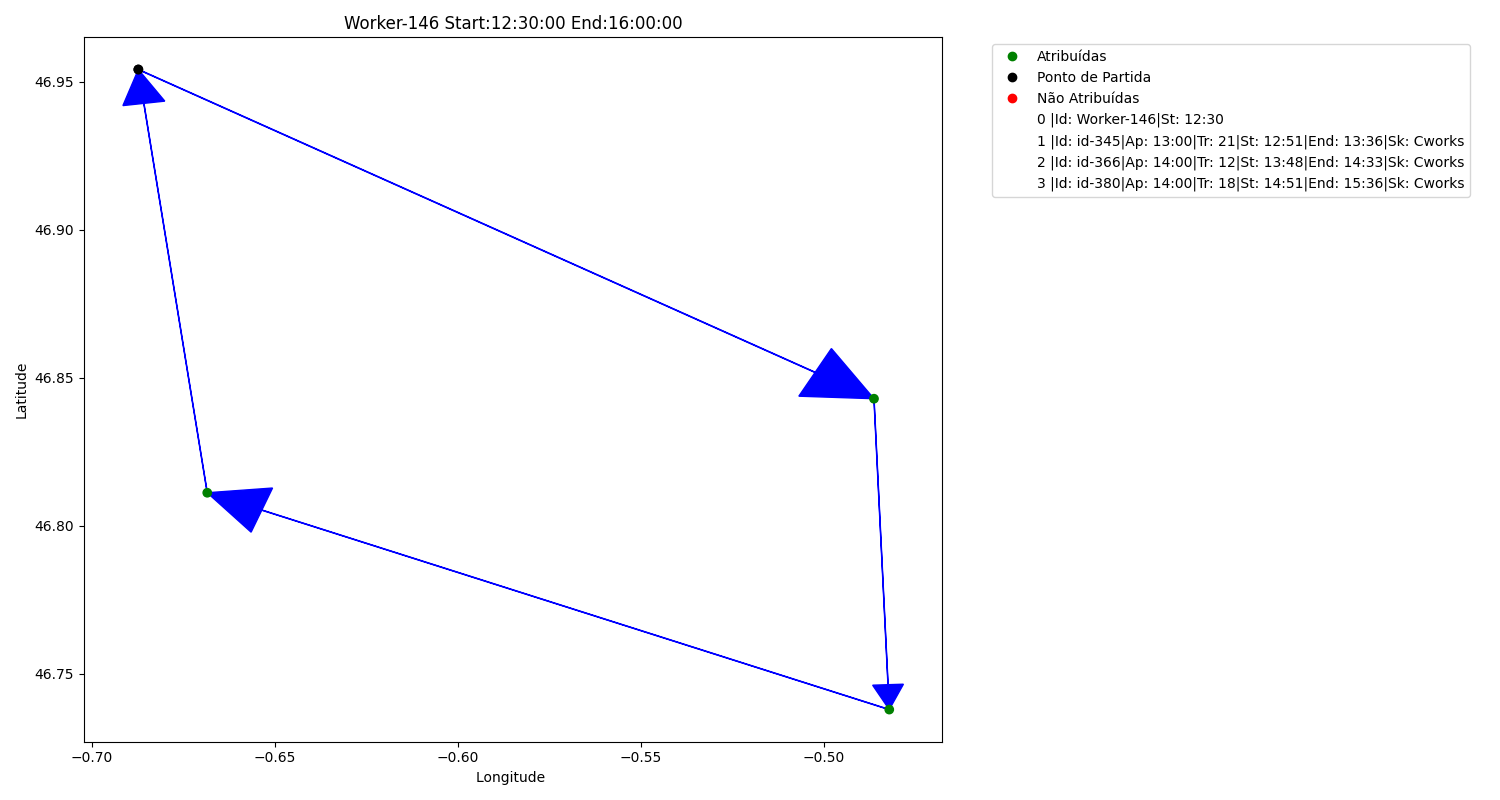 Worker-146 Start:12:30:00 End:16:00:00
46.95
46.90
46.85
46.80
46.75
Latitude
−0.70
−0.65
−0.60
−0.55
−0.50
Longitude
Atribuídas
Ponto de Partida
Não Atribuídas
0 |Id: Worker-146|St: 12:30
1 |Id: id-345|Ap: 13:00|Tr: 21|St: 12:51|End: 13:36|Sk: Cworks
2 |Id: id-366|Ap: 14:00|Tr: 12|St: 13:48|End: 14:33|Sk: Cworks
3 |Id: id-380|Ap: 14:00|Tr: 18|St: 14:51|End: 15:36|Sk: Cworks